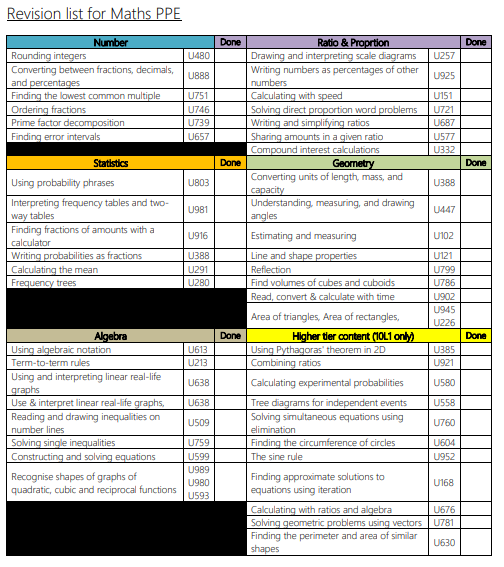 Revision list for Maths PPE
Number Done Ratio & Proprtion Done
Rounding integers U480 Drawing and interpreting scale diagrams U257
Converting between fractions, decimals,
and percentages U888 Writing numbers as percentages of other
numbers U925
Finding the lowest common multiple U751 Calculating with speed U151
Ordering fractions U746 Solving direct proportion word problems U721
Prime factor decomposition U739 Writing and simplifying ratios U687
Finding error intervals U657 Sharing amounts in a given ratio U577
Compound interest calculations U332
Statistics Done Geometry Done
Using probability phrases U803 Converting units of length, mass, and
capacity U388
Interpreting frequency tables and two-
way tables U981 Understanding, measuring, and drawing
angles U447
Finding fractions of amounts with a
calculator U916 Estimating and measuring U102
Writing probabilities as fractions U388 Line and shape properties U121
Calculating the mean U291 Reflection U799
Frequency trees U280 Find volumes of cubes and cuboids U786
Read, convert & calculate with time U902
Area of triangles, Area of rectangles, U945
U226
Algebra Done Higher tier content (10L1 only) Done
Using algebraic notation U613 Using Pythagoras' theorem in 2D U385
Term-to-term rules U213 Combining ratios U921
Using and interpreting linear real-life
graphs U638 Calculating experimental probabilities U580
Use & interpret linear real-life graphs, U638 Tree diagrams for independent events U558
Reading and drawing inequalities on
number lines U509 Solving simultaneous equations using
elimination U760
Solving single inequalities U759 Finding the circumference of circles U604
Constructing and solving equations U599 The sine rule U952
Recognise shapes of graphs of
quadratic, cubic and reciprocal functions U989
U980
U593 Finding approximate solutions to
equations using iteration U168
Calculating with ratios and algebra U676
Solving geometric problems using vectors U781
Finding the perimeter and area of similar
shapes U630